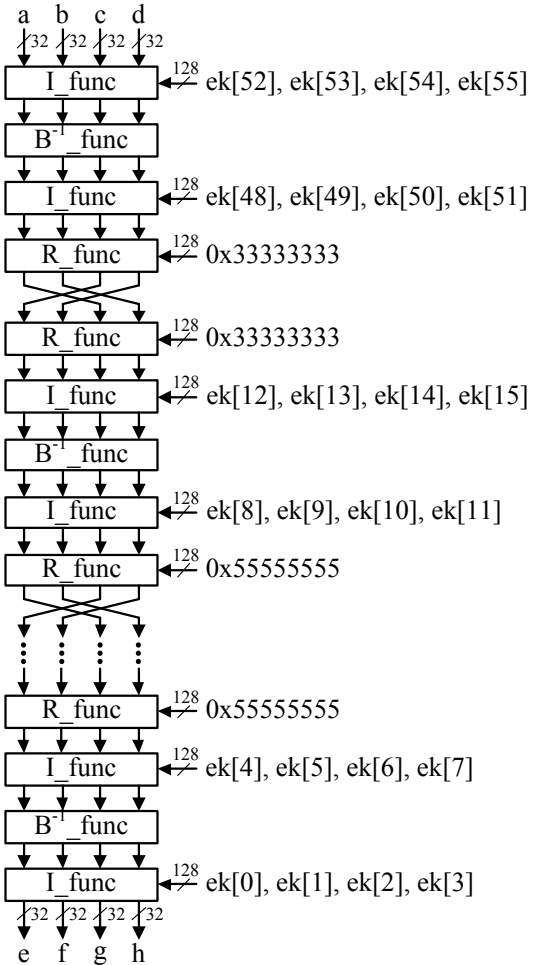 a b c d
32 32 32 32
I_func 128 ek[52], ek[53], ek[54], ek[55]
B⁻¹_func
I_func 128 ek[48], ek[49], ek[50], ek[51]
R_func 128 0x33333333
R_func 128 0x33333333
I_func 128 ek[12], ek[13], ek[14], ek[15]
B⁻¹_func
I_func 128 ek[8], ek[9], ek[10], ek[11]
R_func 128 0x55555555
R_func 128 0x55555555
I_func 128 ek[4], ek[5], ek[6], ek[7]
B⁻¹_func
I_func 128 ek[0], ek[1], ek[2], ek[3]
32 32 32 32
e f g h